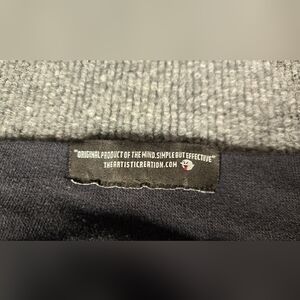 "ORIGINAL PRODUCT OF THE MIND. SIMPLE BUT EFFECTIVE"
THEARTISTICREATION.COM